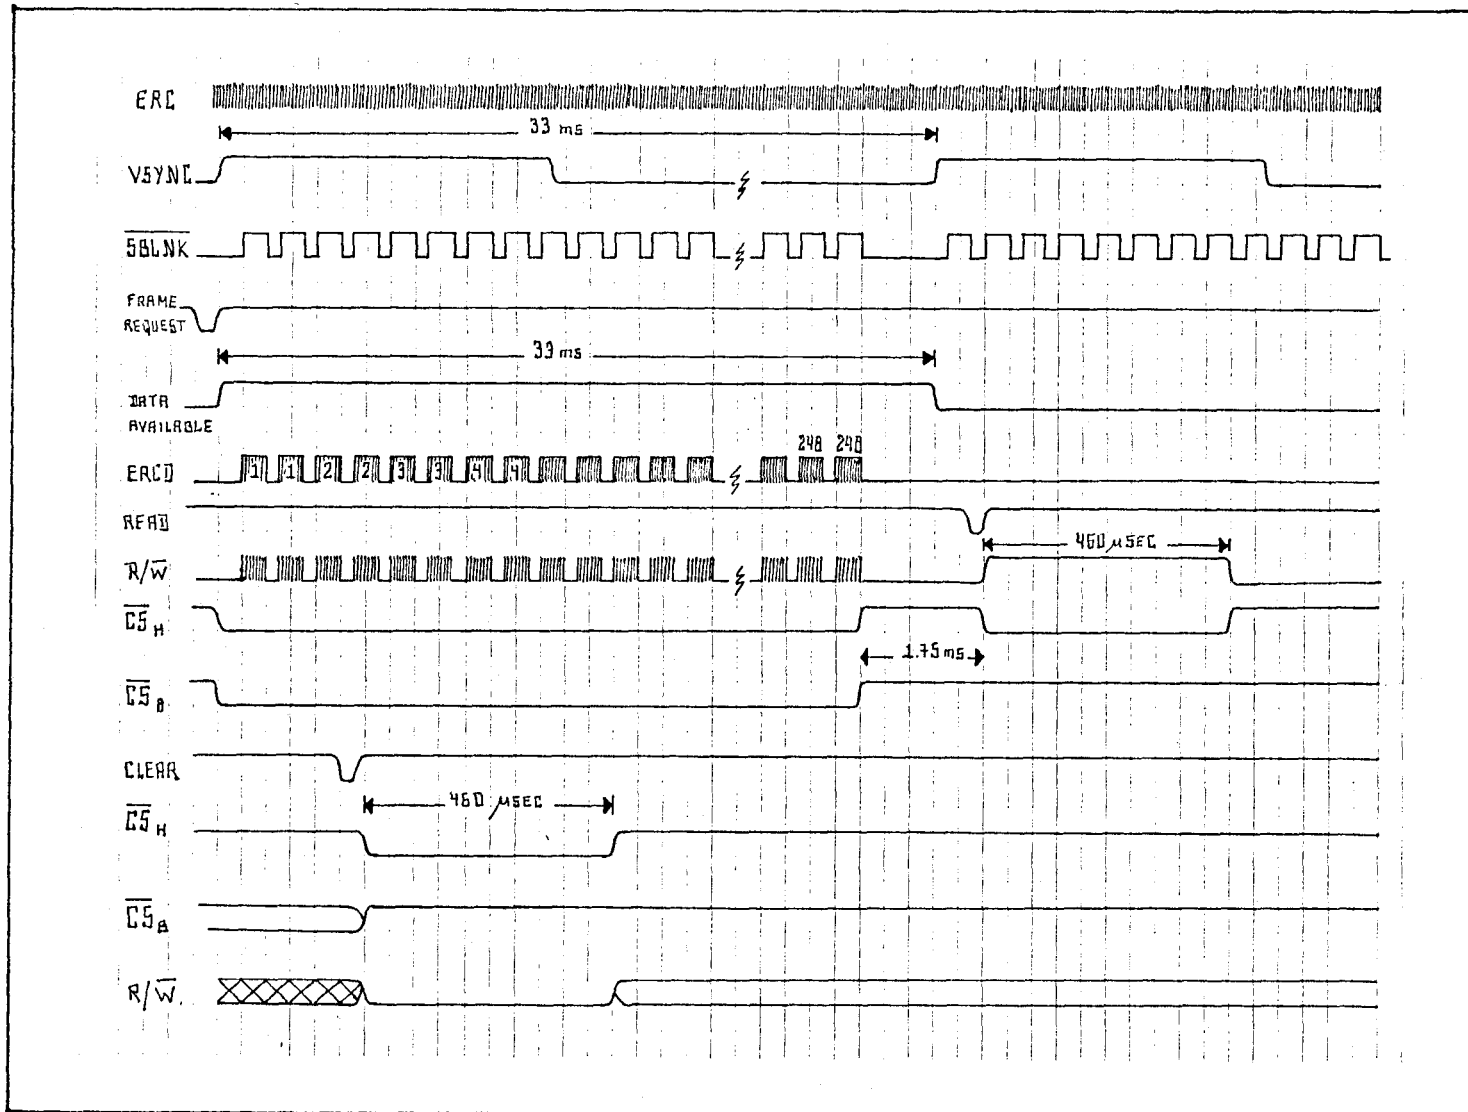 ERC
33 ms
VSYNC
SBLNK
FRAME
REQUEST
33 ms
DATA
AVAILABLE
248 248
ERCD 1 1 2 2 3 3 4 4
READ
460 µSEC
R/W
CS H
1.75 ms
CS B
CLEAR
460 µSEC
CS H
CS B
R/W